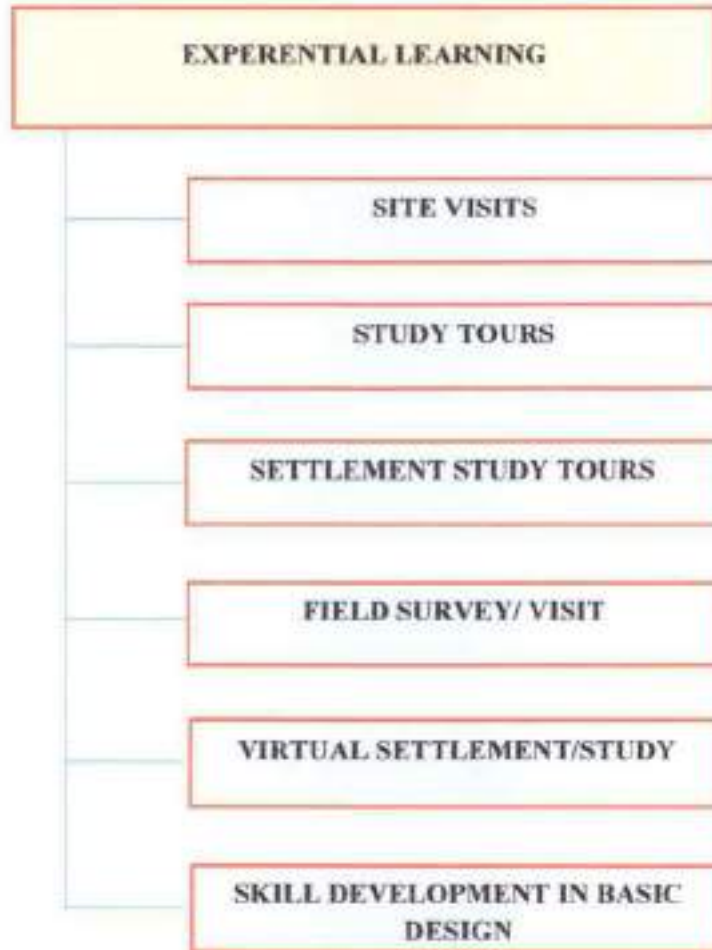 EXPERENTIAL LEARNING
SITE VISITS
STUDY TOURS
SETTLEMENT STUDY TOURS
FIELD SURVEY/ VISIT
VIRTUAL SETTLEMENT/STUDY
SKILL DEVELOPMENT IN BASIC
DESIGN